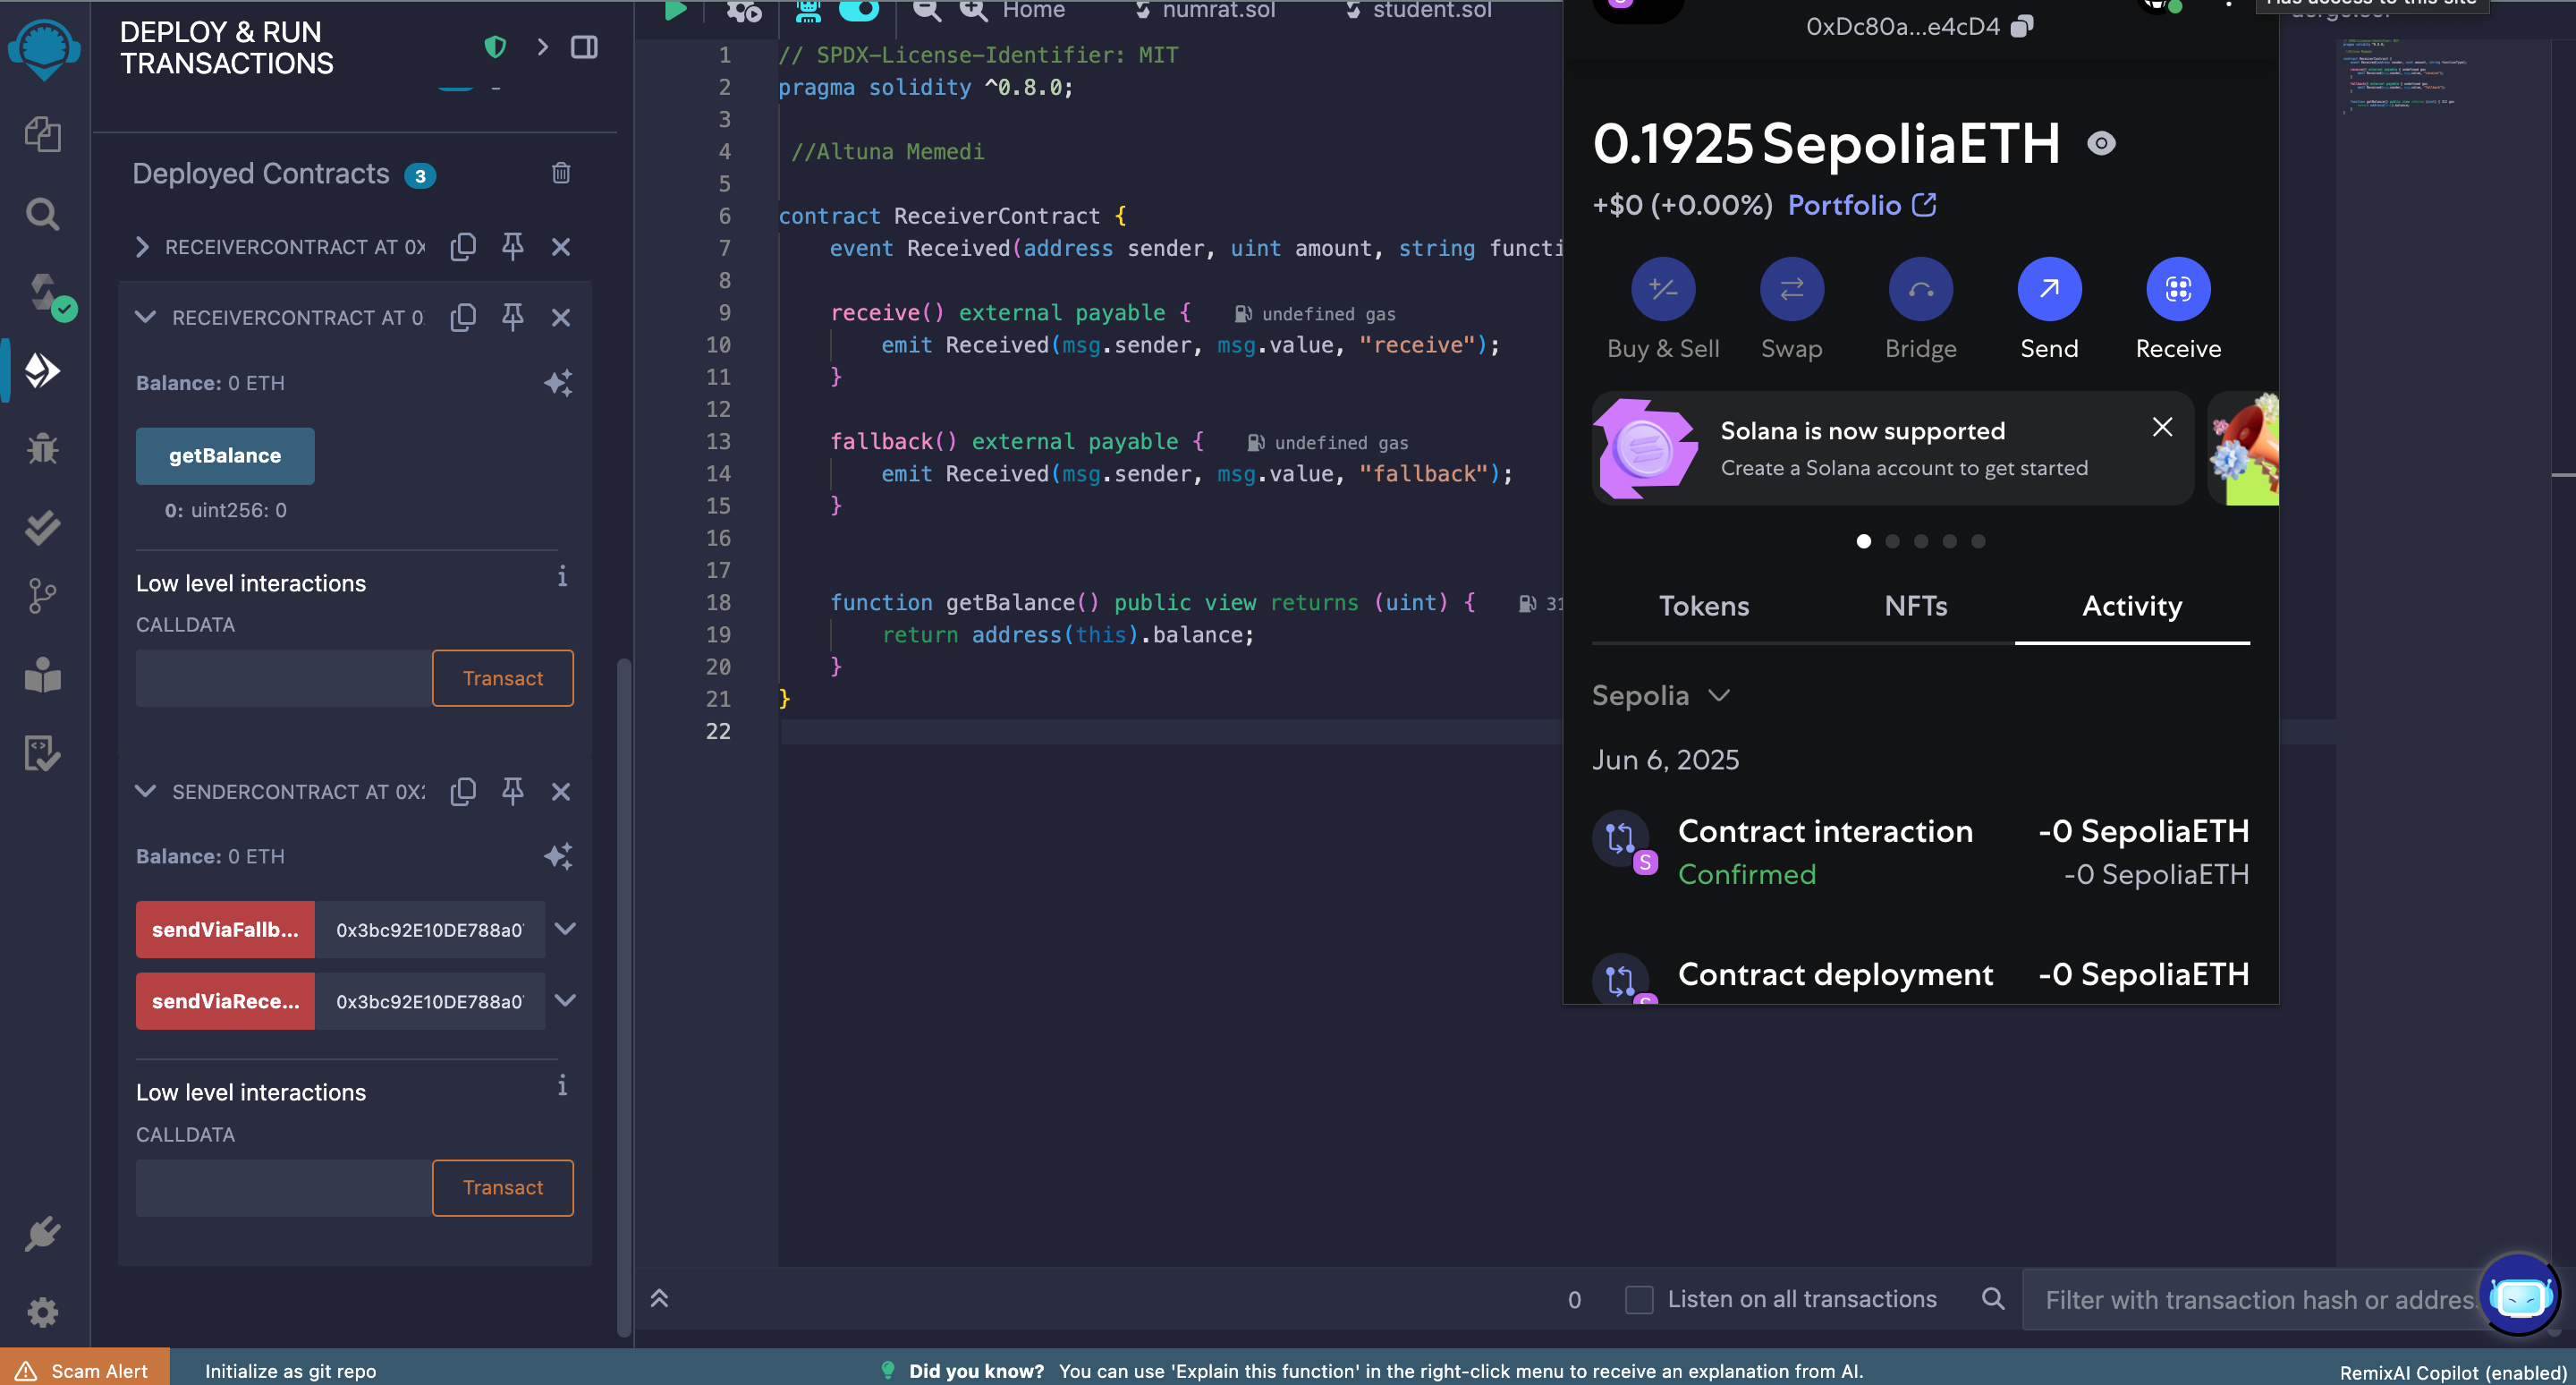 DEPLOY & RUN
TRANSACTIONS
Deployed Contracts 3
RECEIVERCONTRACT AT 0X
RECEIVERCONTRACT AT 0
Balance: 0 ETH
getBalance
0: uint256: 0
Low level interactions
i
CALLDATA
Transact
SENDERCONTRACT AT 0X
Balance: 0 ETH
sendViaFallb... 0x3bc92E10DE788a0
sendViaRece... 0x3bc92E10DE788a0
Low level interactions
i
CALLDATA
Transact
Home numrat.sol student.sol
1 // SPDX-License-Identifier: MIT
2 pragma solidity ^0.8.0;
3
4 //Altuna Memedi
5
6 contract ReceiverContract {
7 event Received(address sender, uint amount, string functi
8
9 receive() external payable { undefined gas
10 emit Received(msg.sender, msg.value, "receive");
11 }
12
13 fallback() external payable { undefined gas
14 emit Received(msg.sender, msg.value, "fallback");
15 }
16
17
18 function getBalance() public view returns (uint) { 31
19 return address(this).balance;
20 }
21 }
22
0xDc80a...e4cD4
Has access to this site
0.1925 SepoliaETH
+$0 (+0.00%) Portfolio
Buy & Sell Swap Bridge Send Receive
Solana is now supported
Create a Solana account to get started
Tokens NFTs Activity
Sepolia
Jun 6, 2025
Contract interaction -0 SepoliaETH
S
Confirmed -0 SepoliaETH
Contract deployment -0 SepoliaETH
0 Listen on all transactions Filter with transaction hash or addres
Scam Alert Initialize as git repo Did you know? You can use 'Explain this function' in the right-click menu to receive an explanation from AI. RemixAI Copilot (enabled)